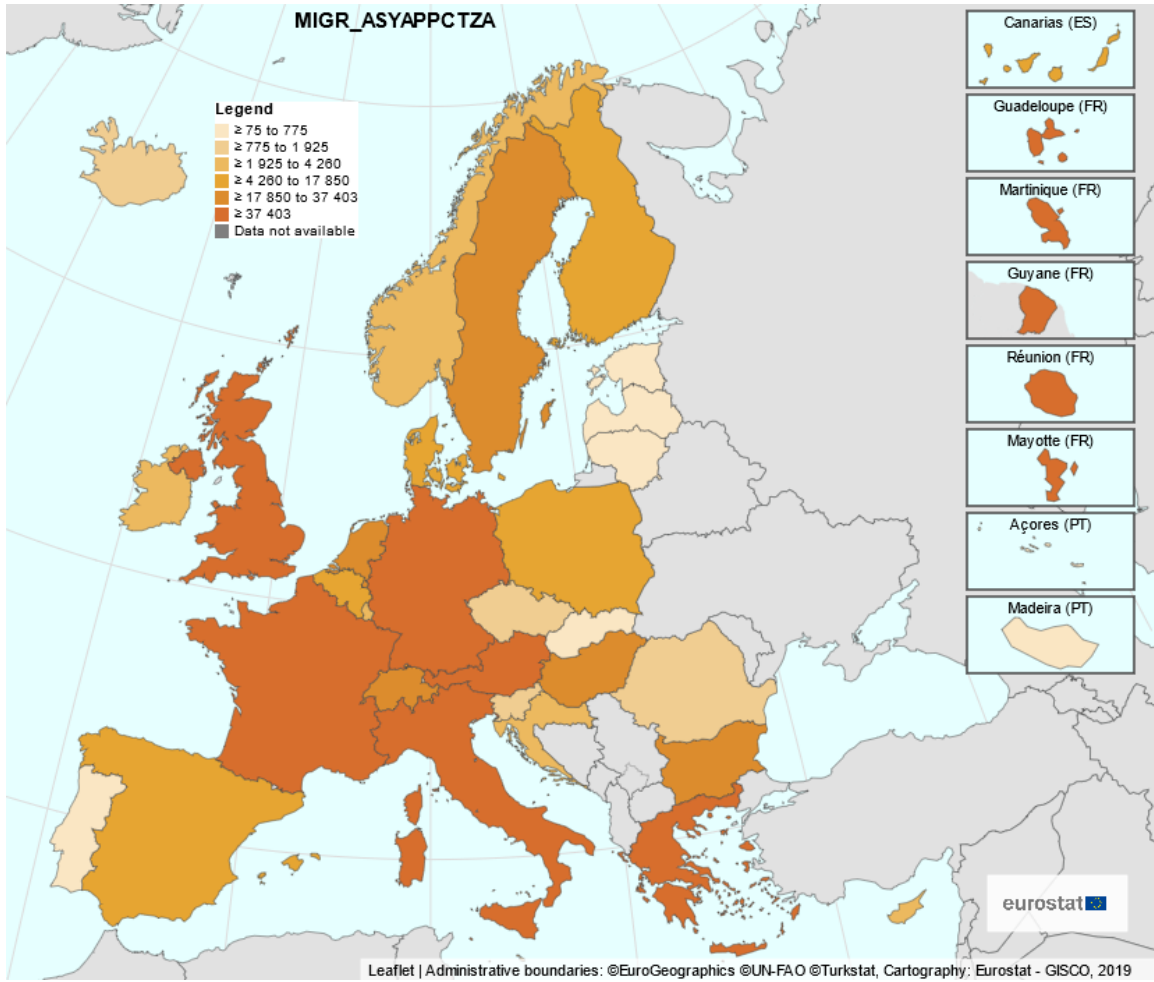 MIGR_ASYAPPCTZA
Legend
≥ 75 to 775
≥ 775 to 1 925
≥ 1 925 to 4 260
≥ 4 260 to 17 850
≥ 17 850 to 37 403
≥ 37 403
Data not available
Canarias (ES)
Guadeloupe (FR)
Martinique (FR)
Guyane (FR)
Réunion (FR)
Mayotte (FR)
Açores (PT)
Madeira (PT)
eurostat
Leaflet | Administrative boundaries: ©EuroGeographics ©UN-FAO ©Turkstat, Cartography: Eurostat - GISCO, 2019